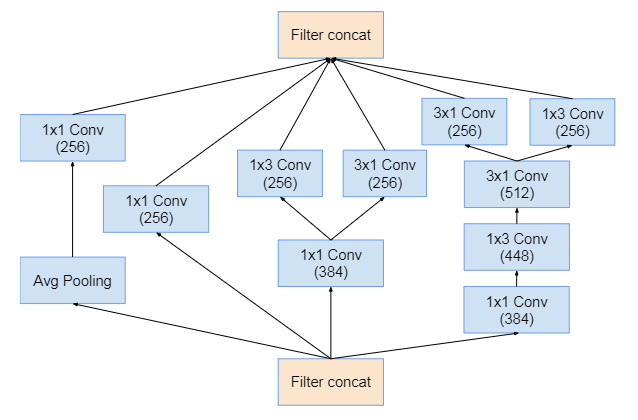 Filter concat
3x1 Conv
(256)
1x3 Conv
(256)
1x1 Conv
(256)
1x3 Conv
(256)
3x1 Conv
(256)
3x1 Conv
(512)
1x1 Conv
(256)
1x3 Conv
(448)
1x1 Conv
(384)
Avg Pooling
1x1 Conv
(384)
Filter concat